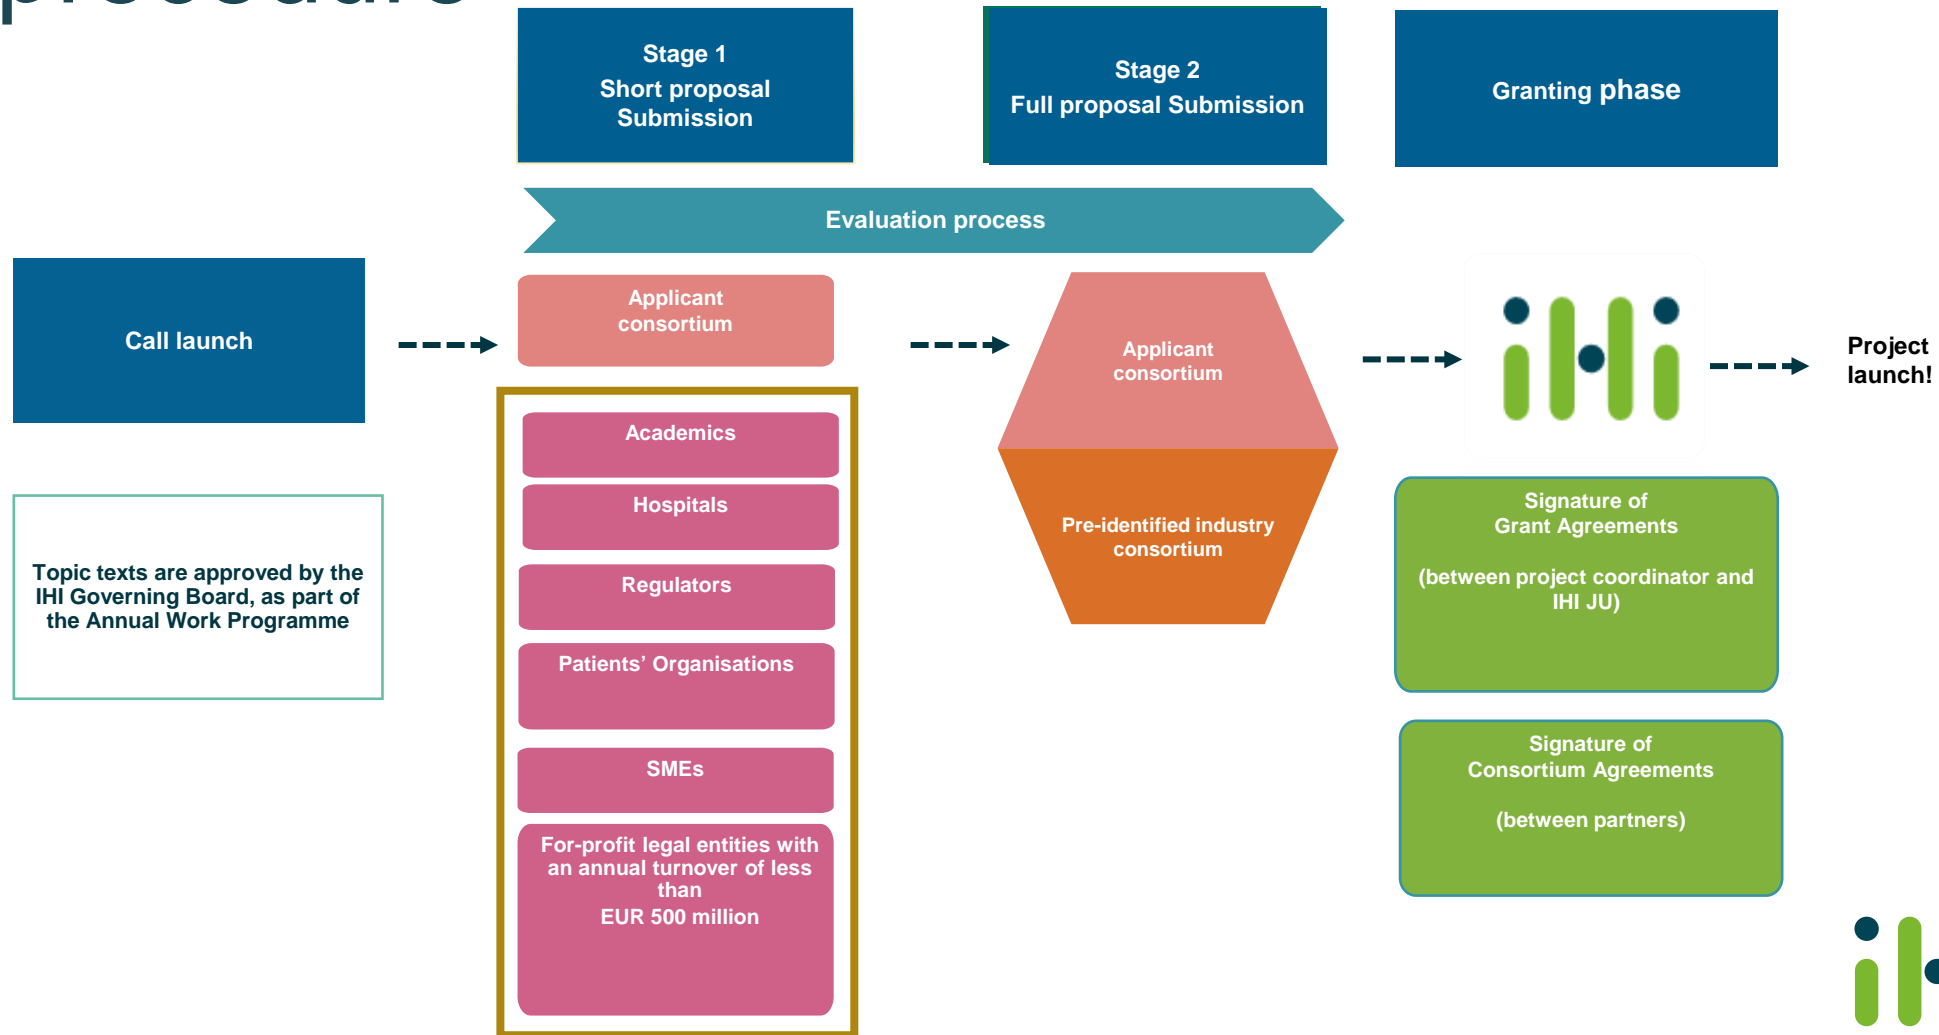 procedure
Stage 1
Short proposal
Submission
Stage 2
Full proposal Submission
Granting phase
Evaluation process
Call launch
Applicant
consortium
Applicant
consortium
Pre-identified industry
consortium
ihi
Project
launch!
Topic texts are approved by the
IHI Governing Board, as part of
the Annual Work Programme
Academics
Hospitals
Regulators
Patients’ Organisations
SMEs
For-profit legal entities with
an annual turnover of less
than
EUR 500 million
Signature of
Grant Agreements
(between project coordinator and
IHI JU)
Signature of
Consortium Agreements
(between partners)